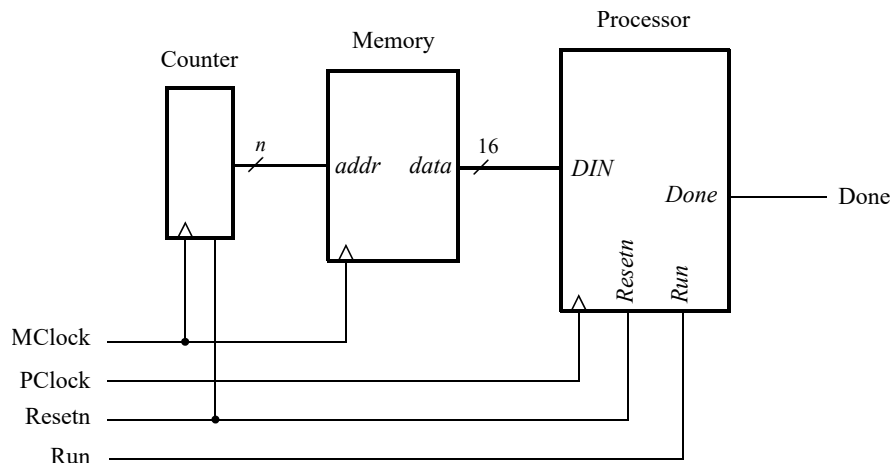 Processor
Memory
Counter
n
16
addr
data
DIN
Done
Done
Resetn
Run
MClock
PClock
Resetn
Run